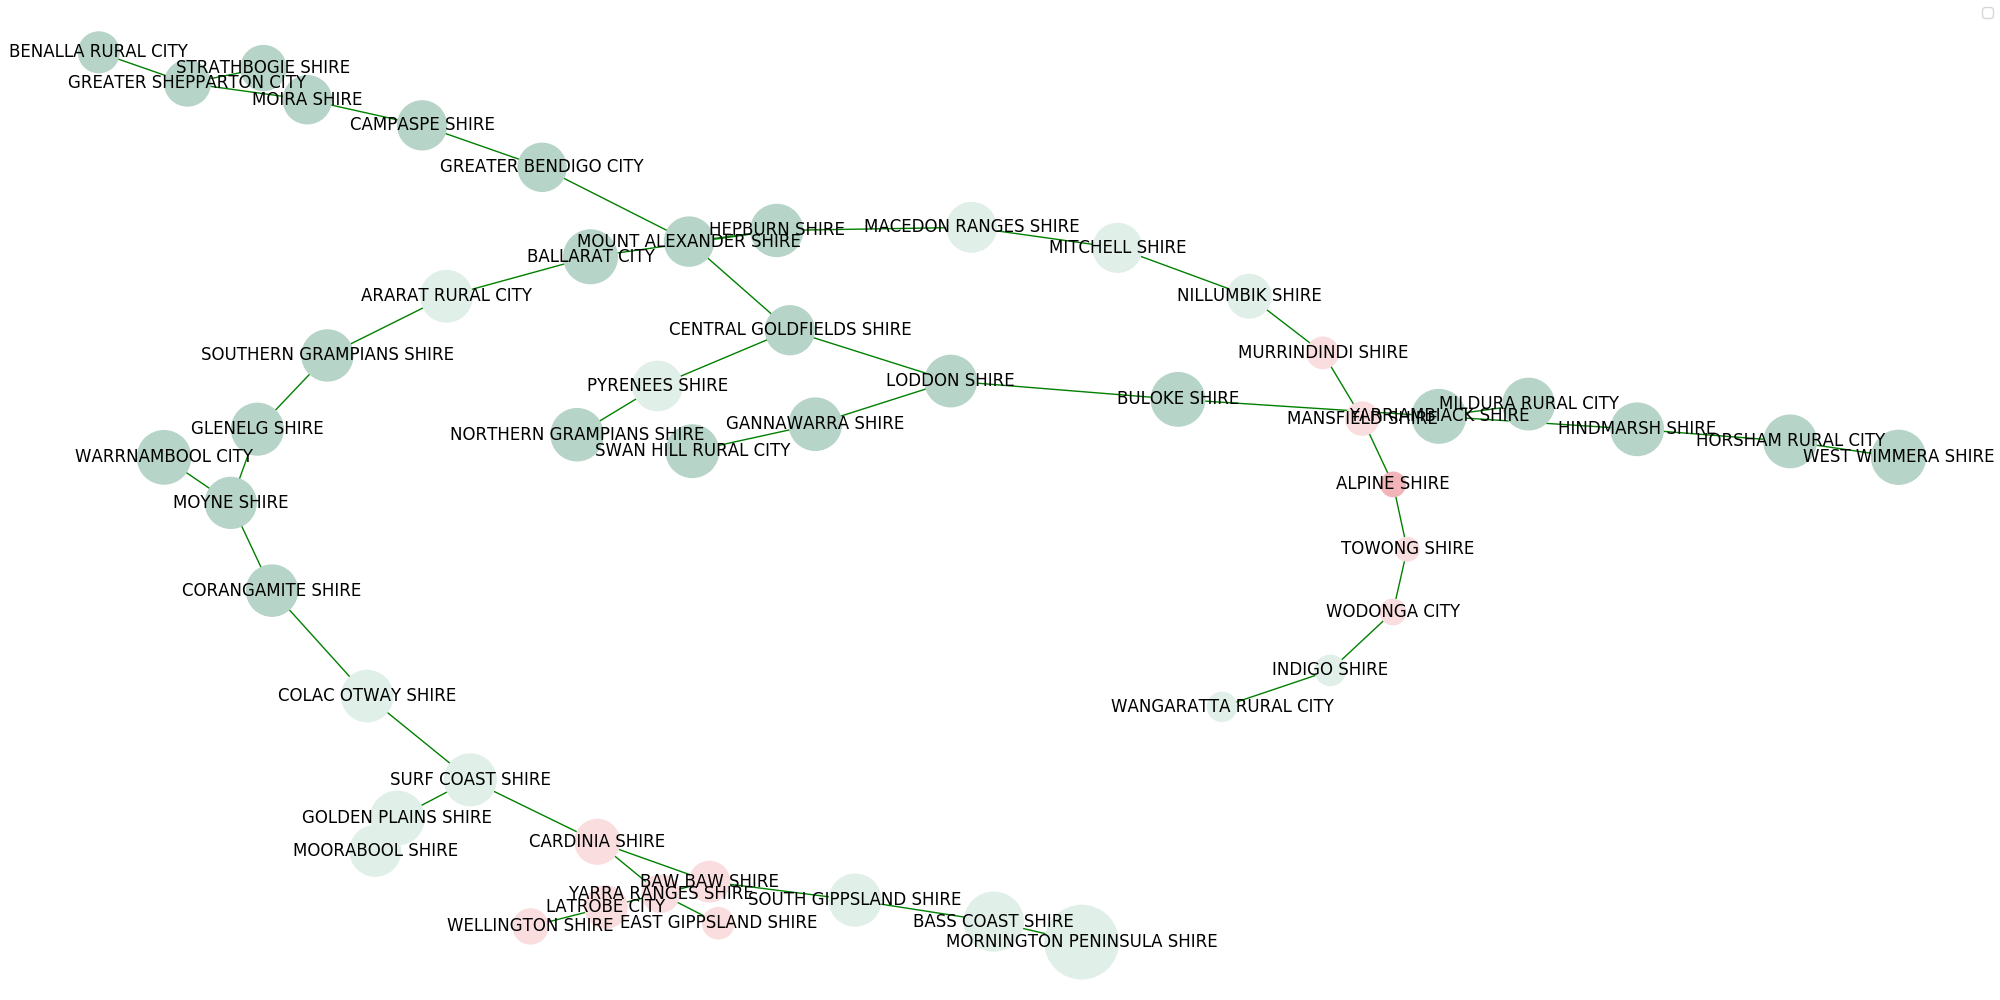 BENALLA RURAL CITY
STRATHBOGIE SHIRE
GREATER SHEPPARTON CITY
MOIRA SHIRE
CAMPASPE SHIRE
GREATER BENDIGO CITY
MACEDON RANGES SHIRE
HEPBURN SHIRE
MOUNT ALEXANDER SHIRE
MITCHELL SHIRE
BALLARAT CITY
ARARAT RURAL CITY
NILLUMBIK SHIRE
CENTRAL GOLDFIELDS SHIRE
MURRINDINDI SHIRE
SOUTHERN GRAMPIANS SHIRE
LODDON SHIRE
PYRENEES SHIRE
BULOKE SHIRE
MILDURA RURAL CITY
YARRIAMBIACK SHIRE
MANSFIELD SHIRE
GANNAWARRA SHIRE
GLENELG SHIRE
HINDMARSH SHIRE
NORTHERN GRAMPIANS SHIRE
HORSHAM RURAL CITY
SWAN HILL RURAL CITY
WARRNAMBOOL CITY
WEST WIMMERA SHIRE
ALPINE SHIRE
MOYNE SHIRE
TOWONG SHIRE
CORANGAMITE SHIRE
WODONGA CITY
INDIGO SHIRE
COLAC OTWAY SHIRE
WANGARATTA RURAL CITY
SURF COAST SHIRE
GOLDEN PLAINS SHIRE
CARDINIA SHIRE
MOORABOOL SHIRE
BAW BAW SHIRE
YARRA RANGES SHIRE
SOUTH GIPPSLAND SHIRE
LATROBE CITY
BASS COAST SHIRE
EAST GIPPSLAND SHIRE
WELLINGTON SHIRE
MORNINGTON PENINSULA SHIRE